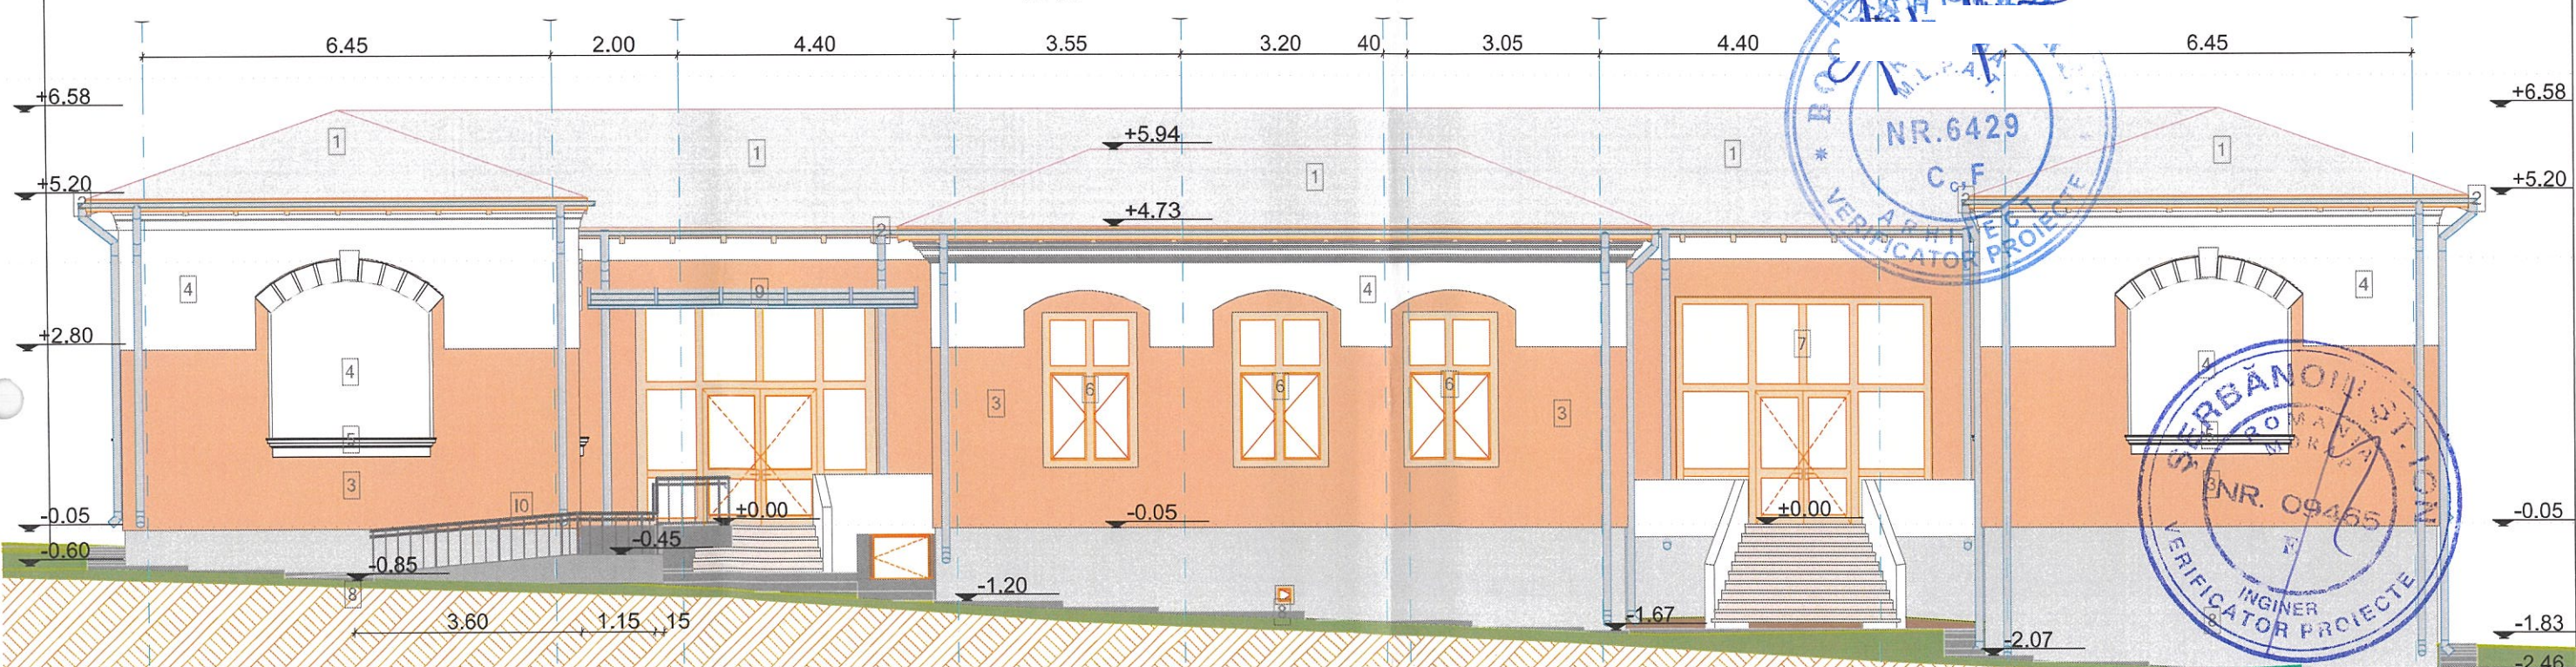 6.45 2.00 4.40 3.55 3.20 40 3.05 4.40 6.45
+6.58 +6.58
M.L.P.A.
+5.94
NR.6429
1 1 1 1 1 1
+5.20 +5.20
2 2 2 2
+4.73
ARHITECT
VERIFICATOR PROIECTE
4 9 4 4
+2.80
7
4 6 6 6 4
3 3
5
3
10
SERBĂNOIU ST. ION
ROMANIA
NR. 09465
INGINER
VERIFICATOR PROIECTE
-0.05 ±0.00 -0.05 ±0.00 -0.05
-0.60 -0.45
-0.85 -1.20
8 8 8
3.60 1.15 15
-1.67 -1.83
-2.07
-2.46